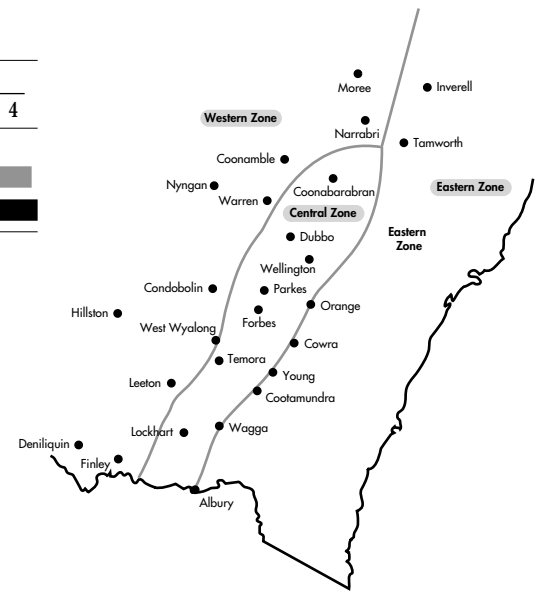 4
Moree
Inverell
Western Zone
Narrabri
Tamworth
Coonamble
Nyngan
Coonabarabran
Eastern Zone
Warren
Central Zone
Dubbo
Eastern
Zone
Wellington
Condobolin
Parkes
Hillston
Orange
Forbes
West Wyalong
Cowra
Temora
Young
Leeton
Cootamundra
Lockhart
Wagga
Deniliquin
Finley
Albury